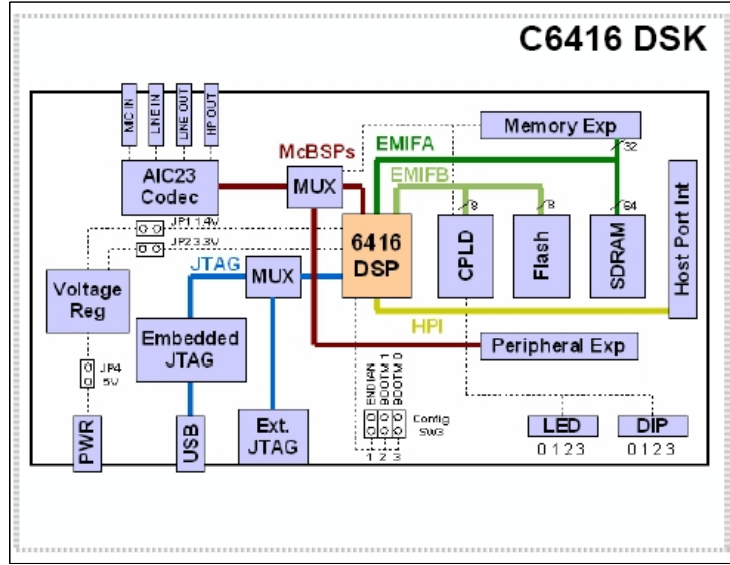 C6416 DSK
MIC IN
LINE IN
LINE OUT
HP OUT
AIC23
Codec
McBSPs
MUX
EMIFA
EMIFB
Memory Exp
32
JP1 1.4V
JP2 3.3V
6416
DSP
CPLD
8
Flash
8
SDRAM
64
Host Port Int
Voltage
Reg
JTAG
MUX
HPI
Embedded
JTAG
Peripheral Exp
JP4
5V
ENDIAN
BOOTM 1
BOOTM 0
Config
SW3
1 2 3
PWR
USB
Ext.
JTAG
LED
0 1 2 3
DIP
0 1 2 3